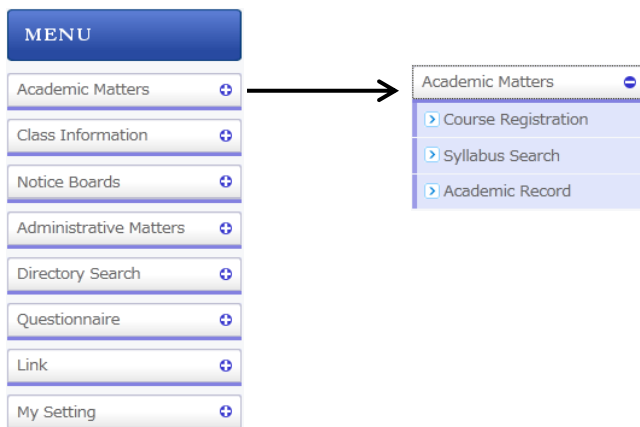 MENU
Academic Matters
Class Information
Notice Boards
Administrative Matters
Directory Search
Questionnaire
Link
My Setting
Academic Matters
Course Registration
Syllabus Search
Academic Record